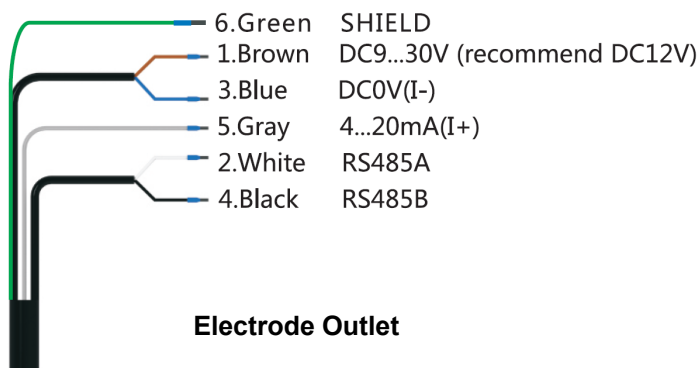 6.Green SHIELD
1.Brown DC9...30V (recommend DC12V)
3.Blue DC0V(I-)
5.Gray 4...20mA(I+)
2.White RS485A
4.Black RS485B
Electrode Outlet